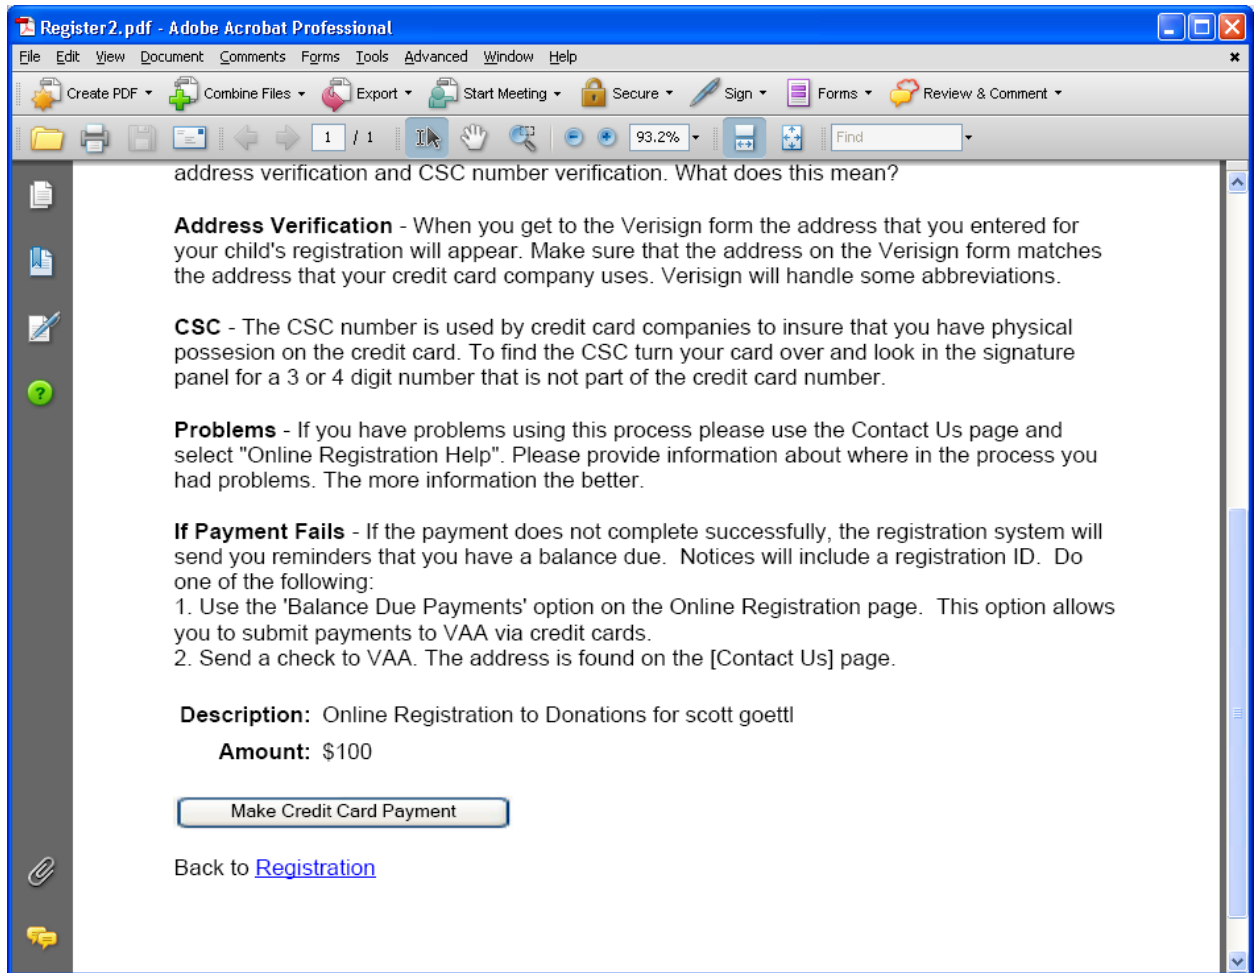 Register2.pdf - Adobe Acrobat Professional
File Edit View Document Comments Forms Tools Advanced Window Help
Create PDF Combine Files Export Start Meeting Secure Sign Forms Review & Comment
1 / 1 93.2% Find
address verification and CSC number verification. What does this mean?
Address Verification - When you get to the Verisign form the address that you entered for
your child's registration will appear. Make sure that the address on the Verisign form matches
the address that your credit card company uses. Verisign will handle some abbreviations.
CSC - The CSC number is used by credit card companies to insure that you have physical
possesion on the credit card. To find the CSC turn your card over and look in the signature
panel for a 3 or 4 digit number that is not part of the credit card number.
Problems - If you have problems using this process please use the Contact Us page and
select "Online Registration Help". Please provide information about where in the process you
had problems. The more information the better.
If Payment Fails - If the payment does not complete successfully, the registration system will
send you reminders that you have a balance due.  Notices will include a registration ID.  Do
one of the following:
1. Use the 'Balance Due Payments' option on the Online Registration page.  This option allows
you to submit payments to VAA via credit cards.
2. Send a check to VAA. The address is found on the [Contact Us] page.
Description: Online Registration to Donations for scott goettl
Amount: $100
Make Credit Card Payment
Back to Registration